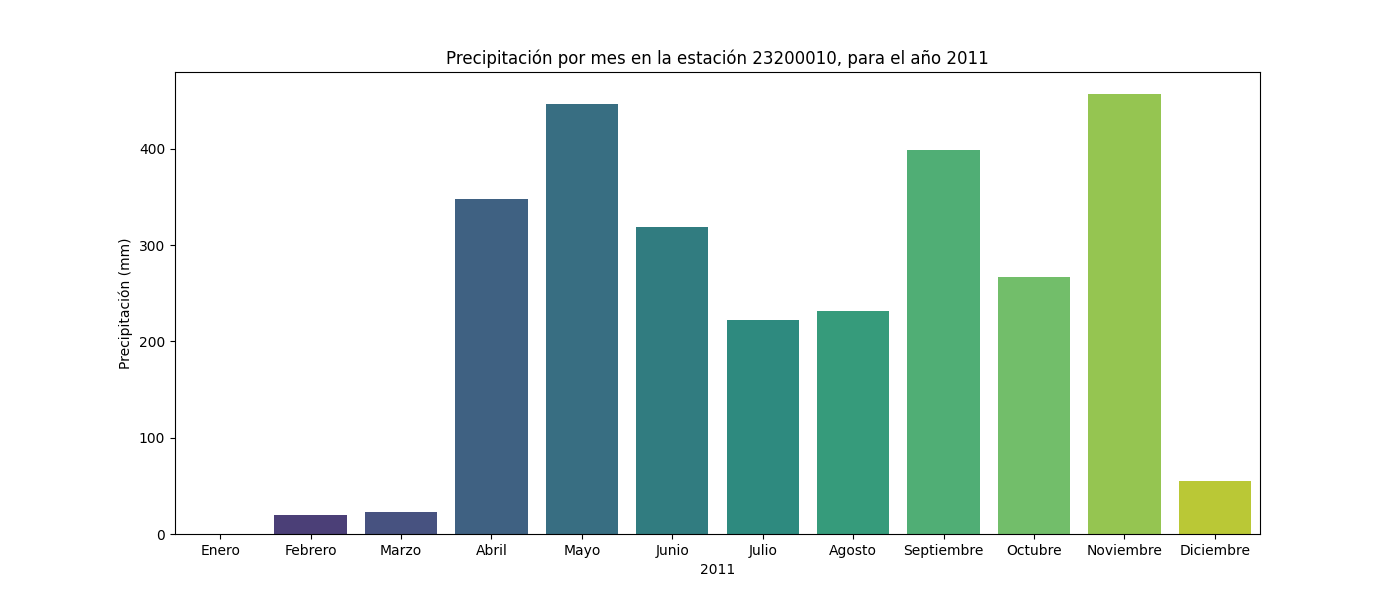 Precipitación por mes en la estación 23200010, para el año 2011
Precipitación (mm)
400
300
200
100
0
Enero Febrero Marzo Abril Mayo Junio Julio Agosto Septiembre Octubre Noviembre Diciembre
2011